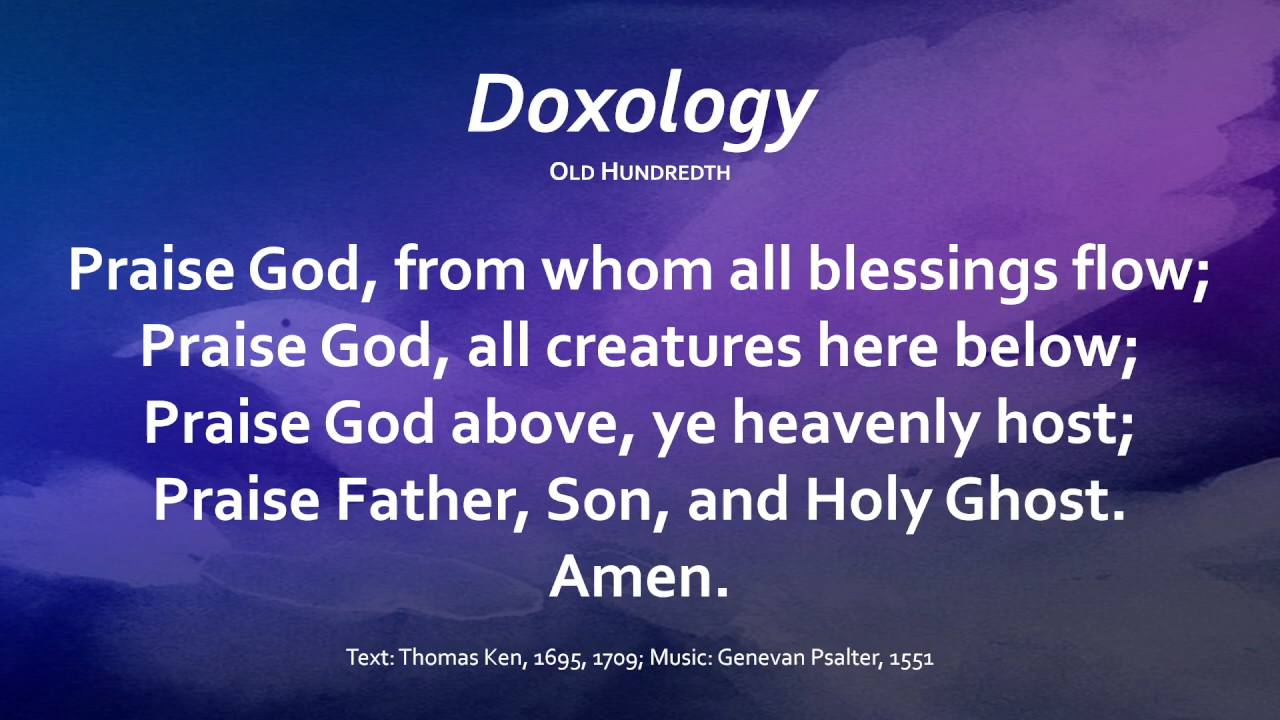 Doxology
Old Hundredth
Praise God, from whom all blessings flow;
Praise God, all creatures here below;
Praise God above, ye heavenly host;
Praise Father, Son, and Holy Ghost.
Amen.
Text: Thomas Ken, 1695, 1709; Music: Genevan Psalter, 1551